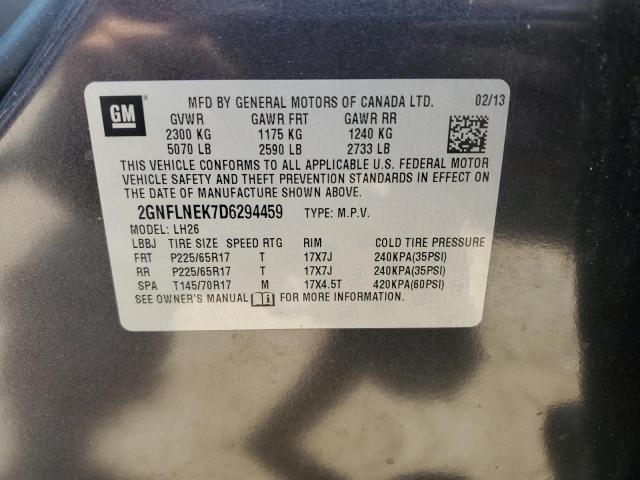 GM
MFD BY GENERAL MOTORS OF CANADA LTD. 02/13
GVWR GAWR FRT GAWR RR
2300 KG 1175 KG 1240 KG
5070 LB 2590 LB 2733 LB
THIS VEHICLE CONFORMS TO ALL APPLICABLE U.S. FEDERAL MOTOR
VEHICLE SAFETY AND THEFT PREVENTION STANDARDS IN EFFECT ON THE
DATE OF MANUFACTURE SHOWN ABOVE.
2GNFLNEK7D6294459 TYPE: M.P.V.
MODEL: LH26
LBBJ TIRE SIZE SPEED RTG RIM COLD TIRE PRESSURE
FRT P225/65R17 T 17X7J 240KPA(35PSI)
RR P225/65R17 T 17X7J 240KPA(35PSI)
SPA T145/70R17 M 17X4.5T 420KPA(60PSI)
SEE OWNER'S MANUAL FOR MORE INFORMATION.